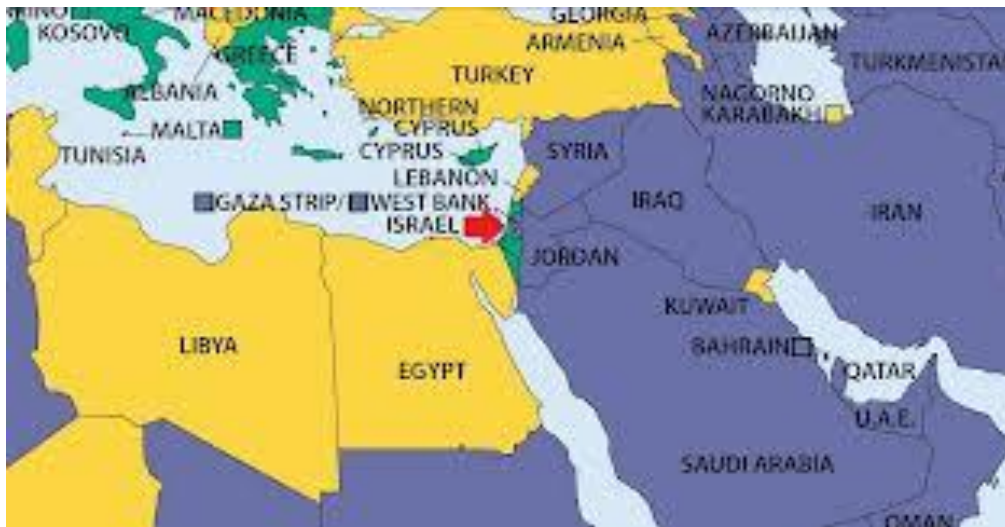 MACEDONIA
GEORGIA
KOSOVO
AZERBAIJAN
ARMENIA
GREECE
TURKEY
TURKMENISTA
ALBANIA
NAGORNO
KARABAKH
NORTHERN
CYPRUS
MALTA
TUNISIA
CYPRUS
SYRIA
LEBANON
GAZA STRIP/ WEST BANK
IRAQ
IRAN
ISRAEL
JORDAN
KUWAIT
LIBYA
BAHRAIN
EGYPT
QATAR
U.A.E.
SAUDI ARABIA
OMAN